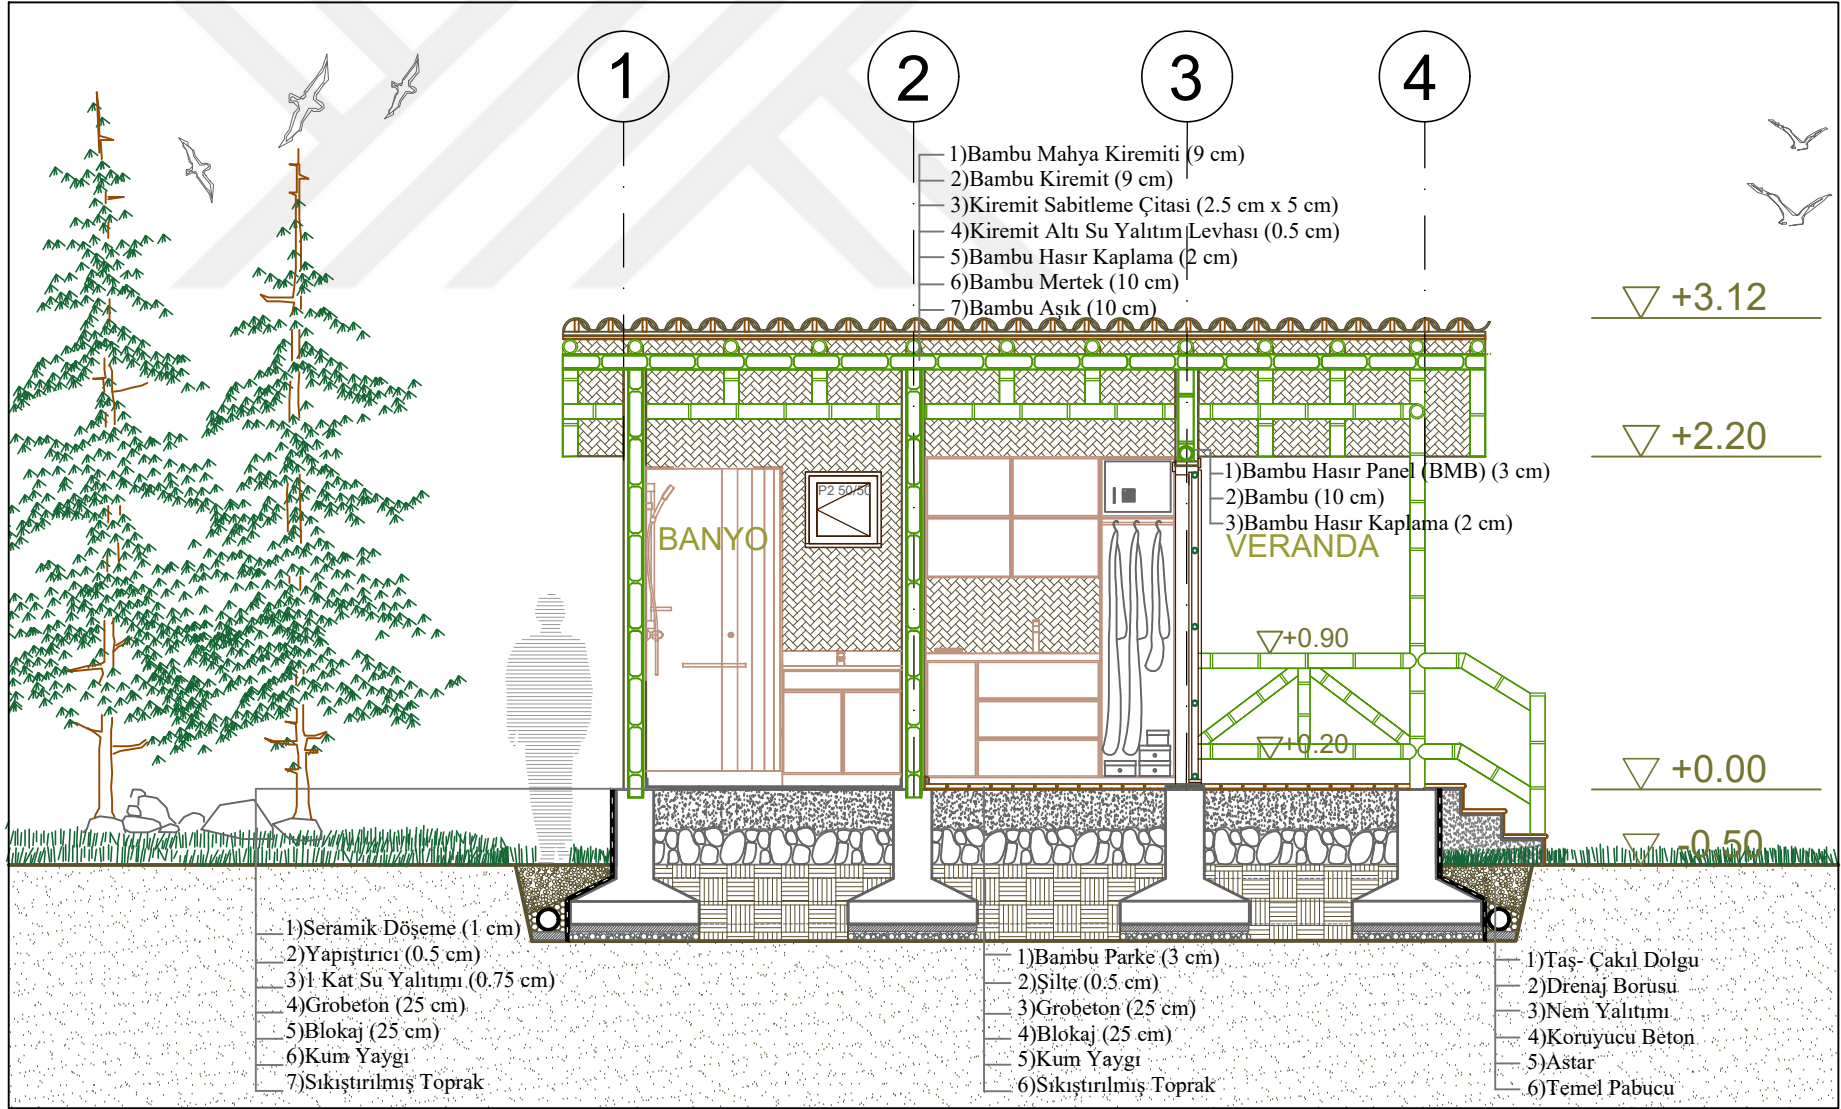 1 2 3 4
1)Bambu Mahya Kiremiti (9 cm)
2)Bambu Kiremit (9 cm)
3)Kiremit Sabitleme Çitasi (2.5 cm x 5 cm)
4)Kiremit Altı Su Yalıtım Levhası (0.5 cm)
5)Bambu Hasır Kaplama (2 cm)
6)Bambu Mertek (10 cm)
7)Bambu Aşık (10 cm)
+3.12
+2.20
1)Bambu Hasır Panel (BMB) (3 cm)
2)Bambu (10 cm)
3)Bambu Hasır Kaplama (2 cm)
P2 50/50
BANYO
VERANDA
+0.90
+0.20
+0.00
-0.50
1)Seramik Döşeme (1 cm)
2)Yapıştırıcı (0.5 cm)
3)1 Kat Su Yalıtımı (0.75 cm)
4)Grobeton (25 cm)
5)Blokaj (25 cm)
6)Kum Yaygı
7)Sıkıştırılmış Toprak
1)Bambu Parke (3 cm)
2)Şilte (0.5 cm)
3)Grobeton (25 cm)
4)Blokaj (25 cm)
5)Kum Yaygı
6)Sıkıştırılmış Toprak
1)Taş- Çakıl Dolgu
2)Drenaj Borusu
3)Nem Yalıtımı
4)Koruyucu Beton
5)Astar
6)Temel Pabucu